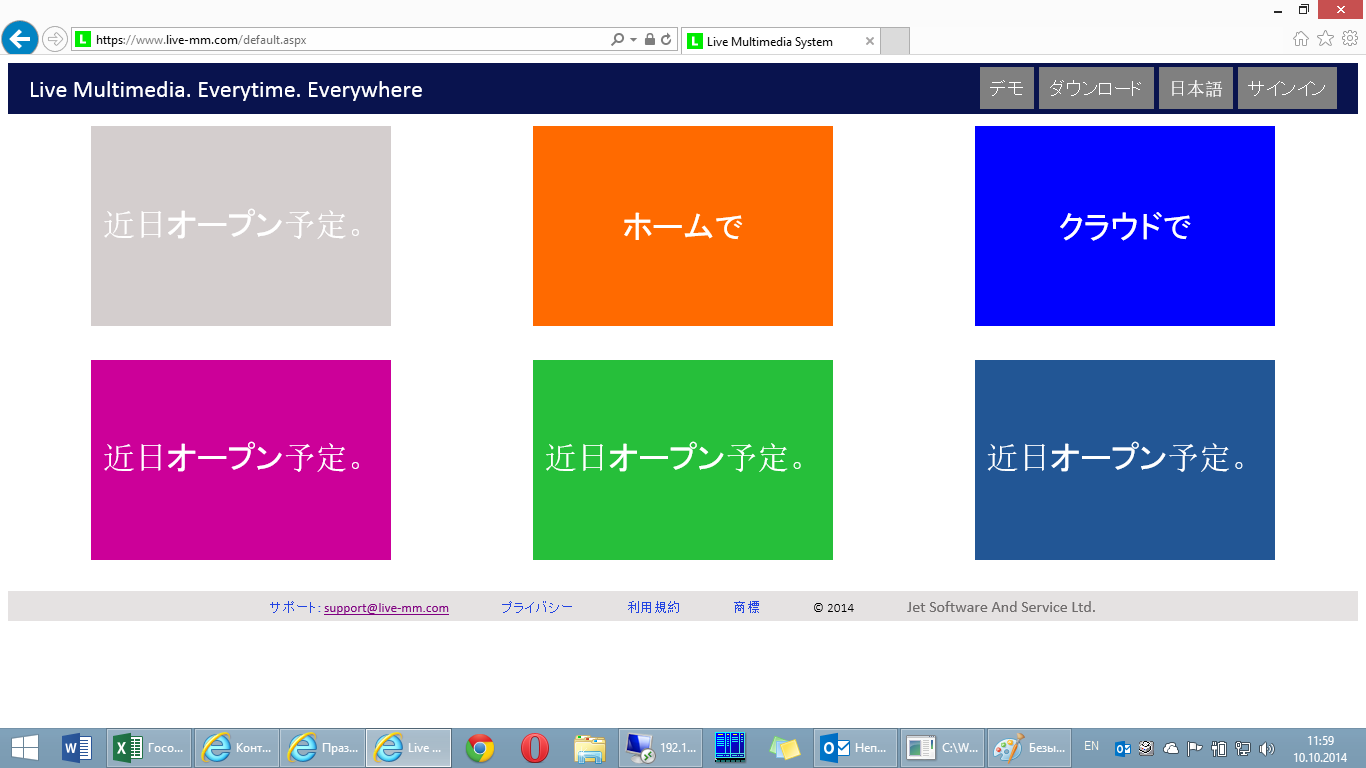 https://www.live-mm.com/default.aspx
Live Multimedia System
Live Multimedia. Everytime. Everywhere
デモ
ダウンロード
日本語
サインイン
近日オープン予定。
ホームで
クラウドで
近日オープン予定。
近日オープン予定。
近日オープン予定。
サポート: support@live-mm.com プライバシー 利用規約 商標 © 2014 Jet Software And Service Ltd.
Госо...
Конт...
Праз...
Live ...
192.1...
Неп...
C:\W...
Безы...
EN
11:59
10.10.2014